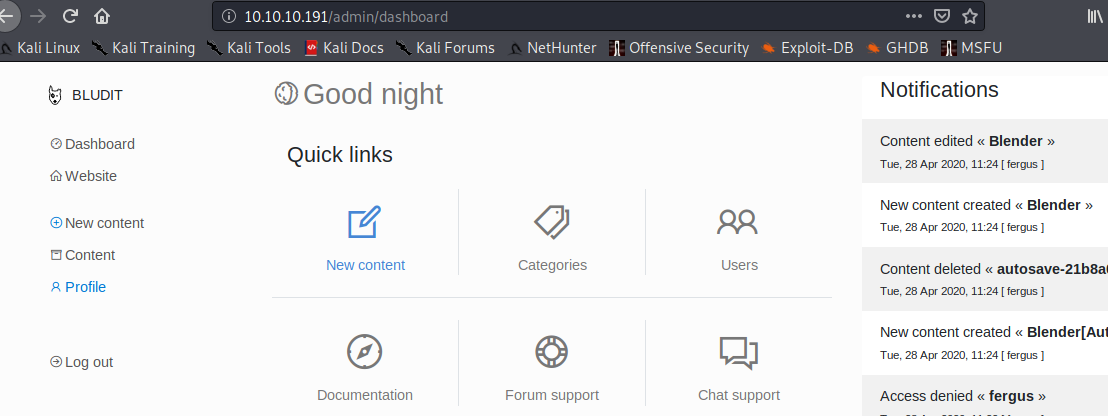 10.10.10.191/admin/dashboard
Kali Linux Kali Training Kali Tools Kali Docs Kali Forums NetHunter Offensive Security Exploit-DB GHDB MSFU
BLUDIT
Dashboard
Website
New content
Content
Profile
Log out
Good night
Quick links
New content Categories Users
Documentation Forum support Chat support
Notifications
Content edited « Blender »
Tue, 28 Apr 2020, 11:24 [ fergus ]
New content created « Blender »
Tue, 28 Apr 2020, 11:24 [ fergus ]
Content deleted « autosave-21b8a
Tue, 28 Apr 2020, 11:24 [ fergus ]
New content created « Blender[Aut
Tue, 28 Apr 2020, 11:24 [ fergus ]
Access denied « fergus »